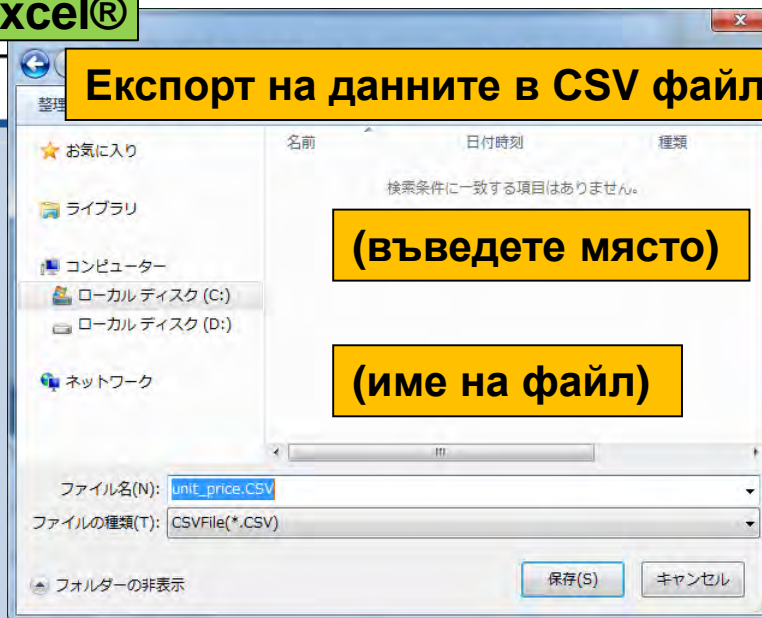 xcel®
Експорт на данните в CSV файл
整理
お気に入り
ライブラリ
コンピューター
ローカル ディスク (C:)
ローカル ディスク (D:)
ネットワーク
名前 日付時刻 種類
検索条件に一致する項目はありません。
(въведете място)
(име на файл)
ファイル名(N): unit_price.CSV
ファイルの種類(T): CSVFile(*.CSV)
フォルダーの非表示
保存(S) キャンセル